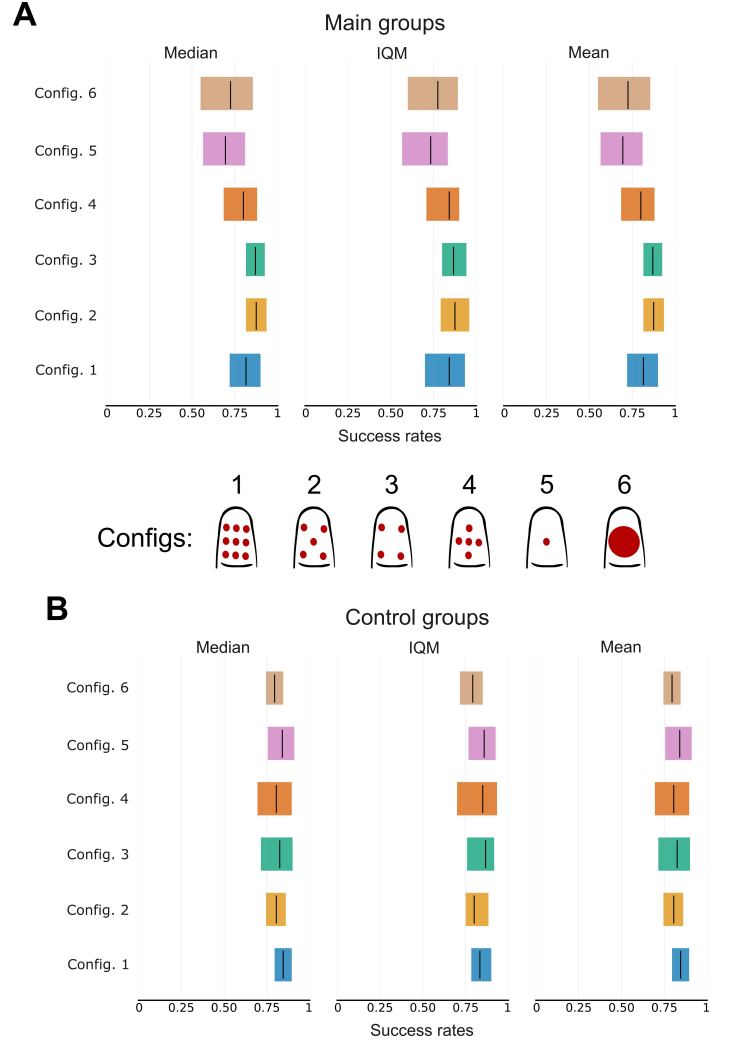 A
Main groups
Median IQM Mean
Config. 6
Config. 5
Config. 4
Config. 3
Config. 2
Config. 1
0 0.25 0.50 0.75 1 0 0.25 0.50 0.75 1 0 0.25 0.50 0.75 1
Success rates
1 2 3 4 5 6
Configs:
B
Control groups
Median IQM Mean
Config. 6
Config. 5
Config. 4
Config. 3
Config. 2
Config. 1
0 0.25 0.50 0.75 1 0 0.25 0.50 0.75 1 0 0.25 0.50 0.75 1
Success rates